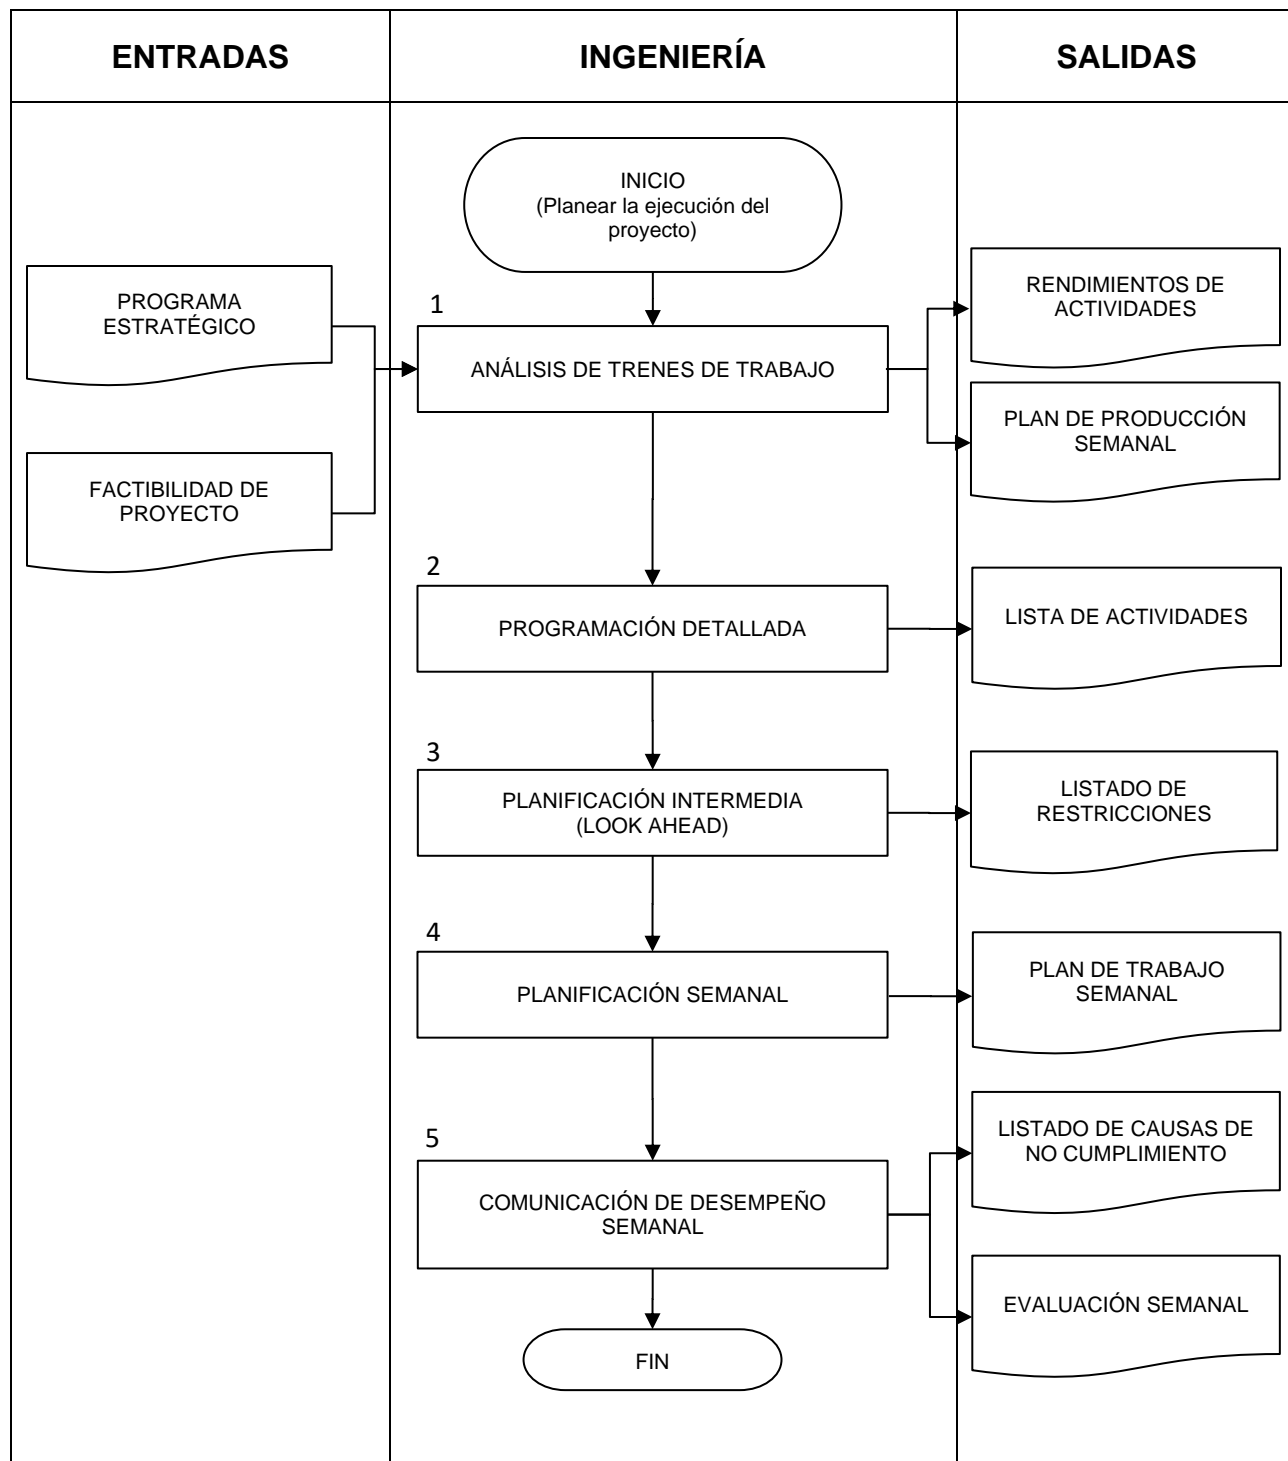 ENTRADAS
INGENIERÍA
SALIDAS
INICIO
(Planear la ejecución del
proyecto)
PROGRAMA
ESTRATÉGICO
FACTIBILIDAD DE
PROYECTO
1
ANÁLISIS DE TRENES DE TRABAJO
RENDIMIENTOS DE
ACTIVIDADES
PLAN DE PRODUCCIÓN
SEMANAL
2
PROGRAMACIÓN DETALLADA
LISTA DE ACTIVIDADES
3
PLANIFICACIÓN INTERMEDIA
(LOOK AHEAD)
LISTADO DE
RESTRICCIONES
4
PLANIFICACIÓN SEMANAL
PLAN DE TRABAJO
SEMANAL
5
COMUNICACIÓN DE DESEMPEÑO
SEMANAL
LISTADO DE CAUSAS DE
NO CUMPLIMIENTO
EVALUACIÓN SEMANAL
FIN